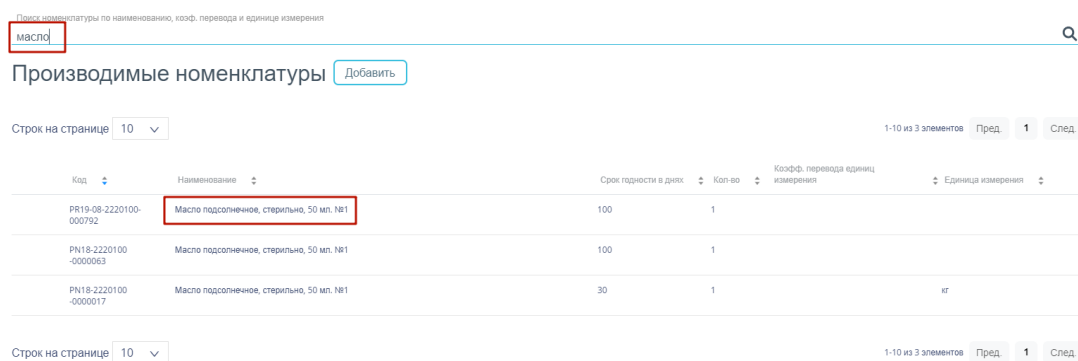 Поиск номенклатуры по наименованию, коэф. перевода и единице измерения
масло
Производимые номенклатуры Добавить
Строк на странице 10 1-10 из 3 элементов Пред. 1 След.
Код Наименование Срок годности в днях Кол-во Коэфф. перевода единиц измерения Единица измерения
PR19-08-2220100-000792 Масло подсолнечное, стерильно, 50 мл. №1 100 1
PN18-2220100-0000063 Масло подсолнечное, стерильно, 50 мл. №1 100 1
PN18-2220100-0000017 Масло подсолнечное, стерильно, 50 мл. №1 30 1 кг
Строк на странице 10 1-10 из 3 элементов Пред. 1 След.